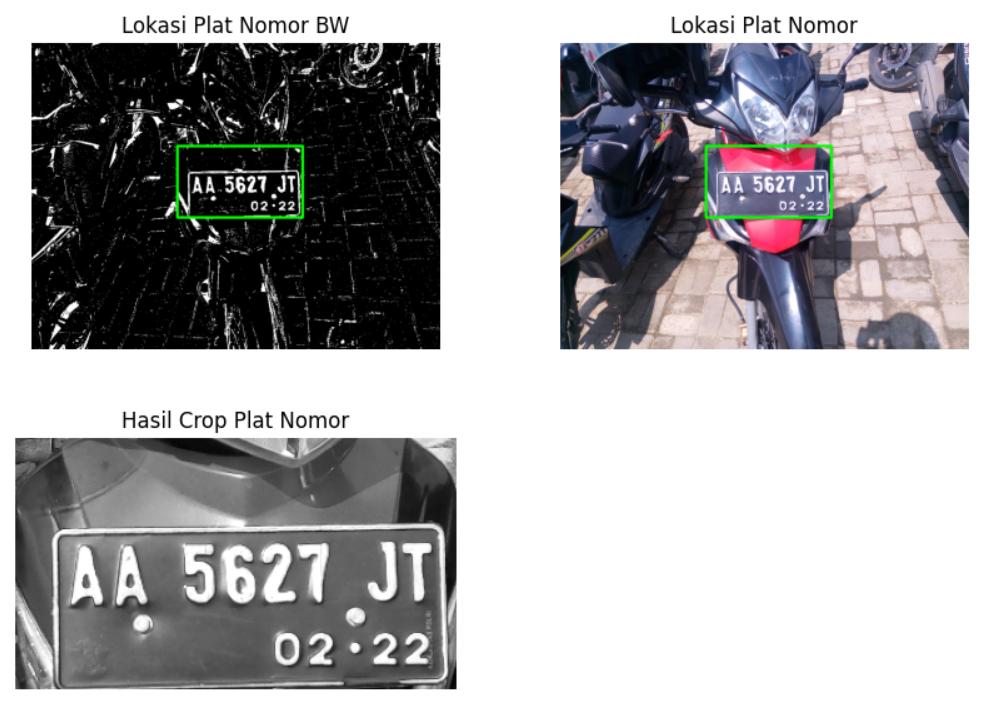 Lokasi Plat Nomor BW
AA 5627 JT
02·22
Lokasi Plat Nomor
AA 5627 JT
02·22
Hasil Crop Plat Nomor
AA 5627 JT
02·22